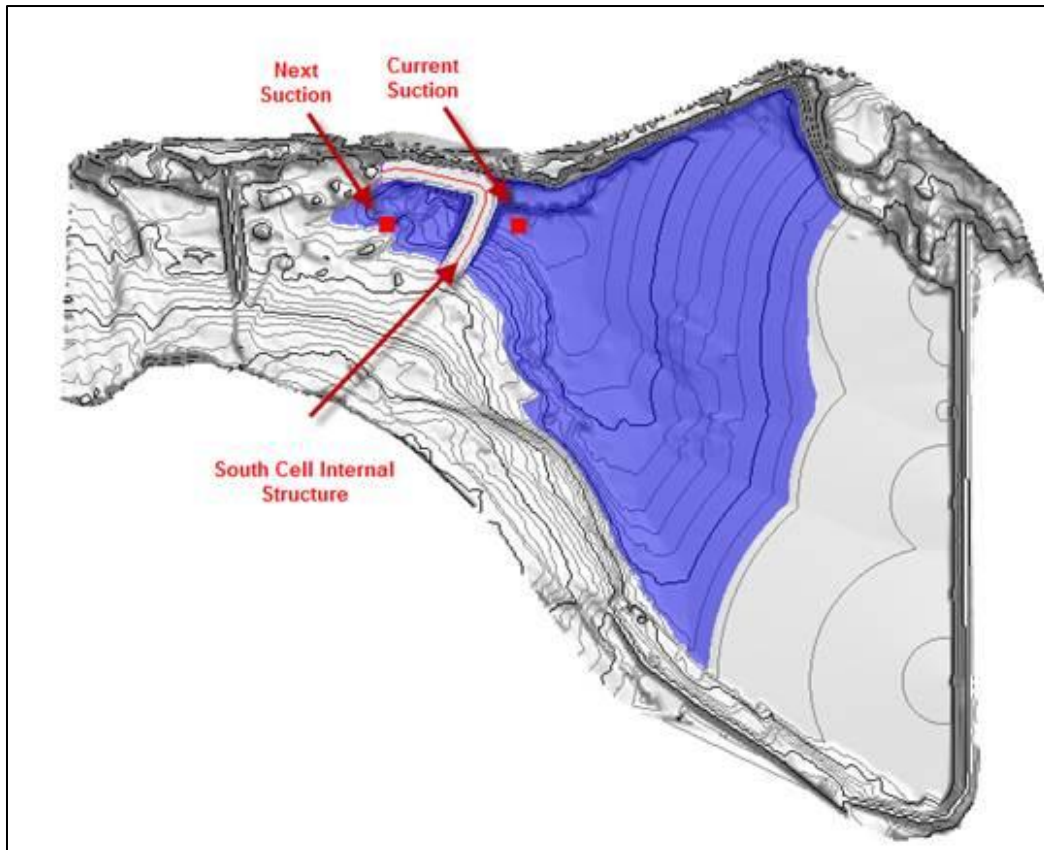 Next
Suction
Current
Suction
South Cell Internal
Structure